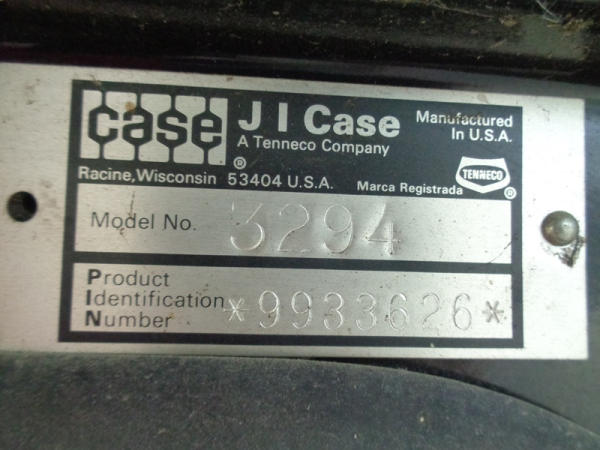 case
J I Case
A Tenneco Company
Manufactured
In U.S.A.
®
Racine, Wisconsin 53404 U.S.A.
Marca Registrada
TENNECO
®
Model No. 3294
Product
Identification
Number
*9933626*